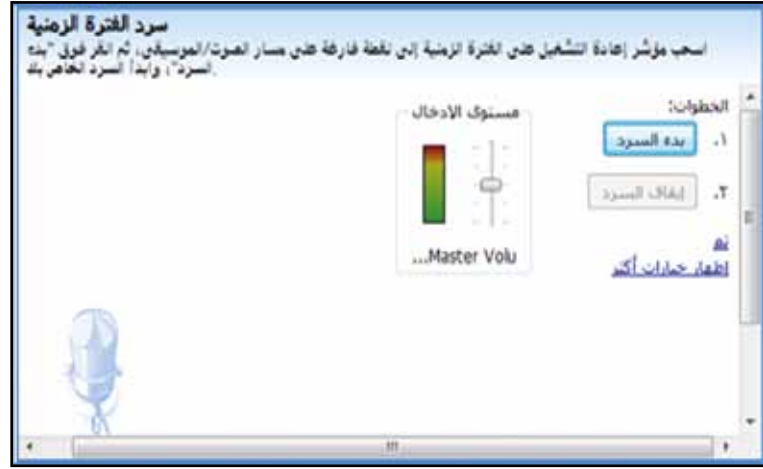 سرد الفترة الزمنية
اسحب مؤشر إعادة التشغيل على الفترة الزمنية إلى نقطة فارغة على مسار الصوت/الموسيقى، ثم انقر فوق "بدء
السرد"، وابدأ السرد الخاص بك.
الخطوات:
١. بدء السرد
٢. إيقاف السرد
تم
إظهار خيارات أكثر
مستوى الادخال
Master Volu...